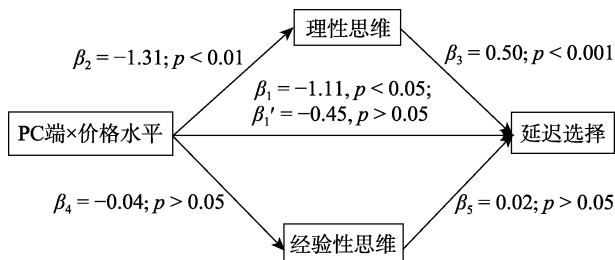 理性思维
β₂ = −1.31; p < 0.01
β₃ = 0.50; p < 0.001
β₁ = −1.11, p < 0.05;
β₁′ = −0.45, p > 0.05
PC端×价格水平
延迟选择
β₄ = −0.04; p > 0.05
β₅ = 0.02; p > 0.05
经验性思维